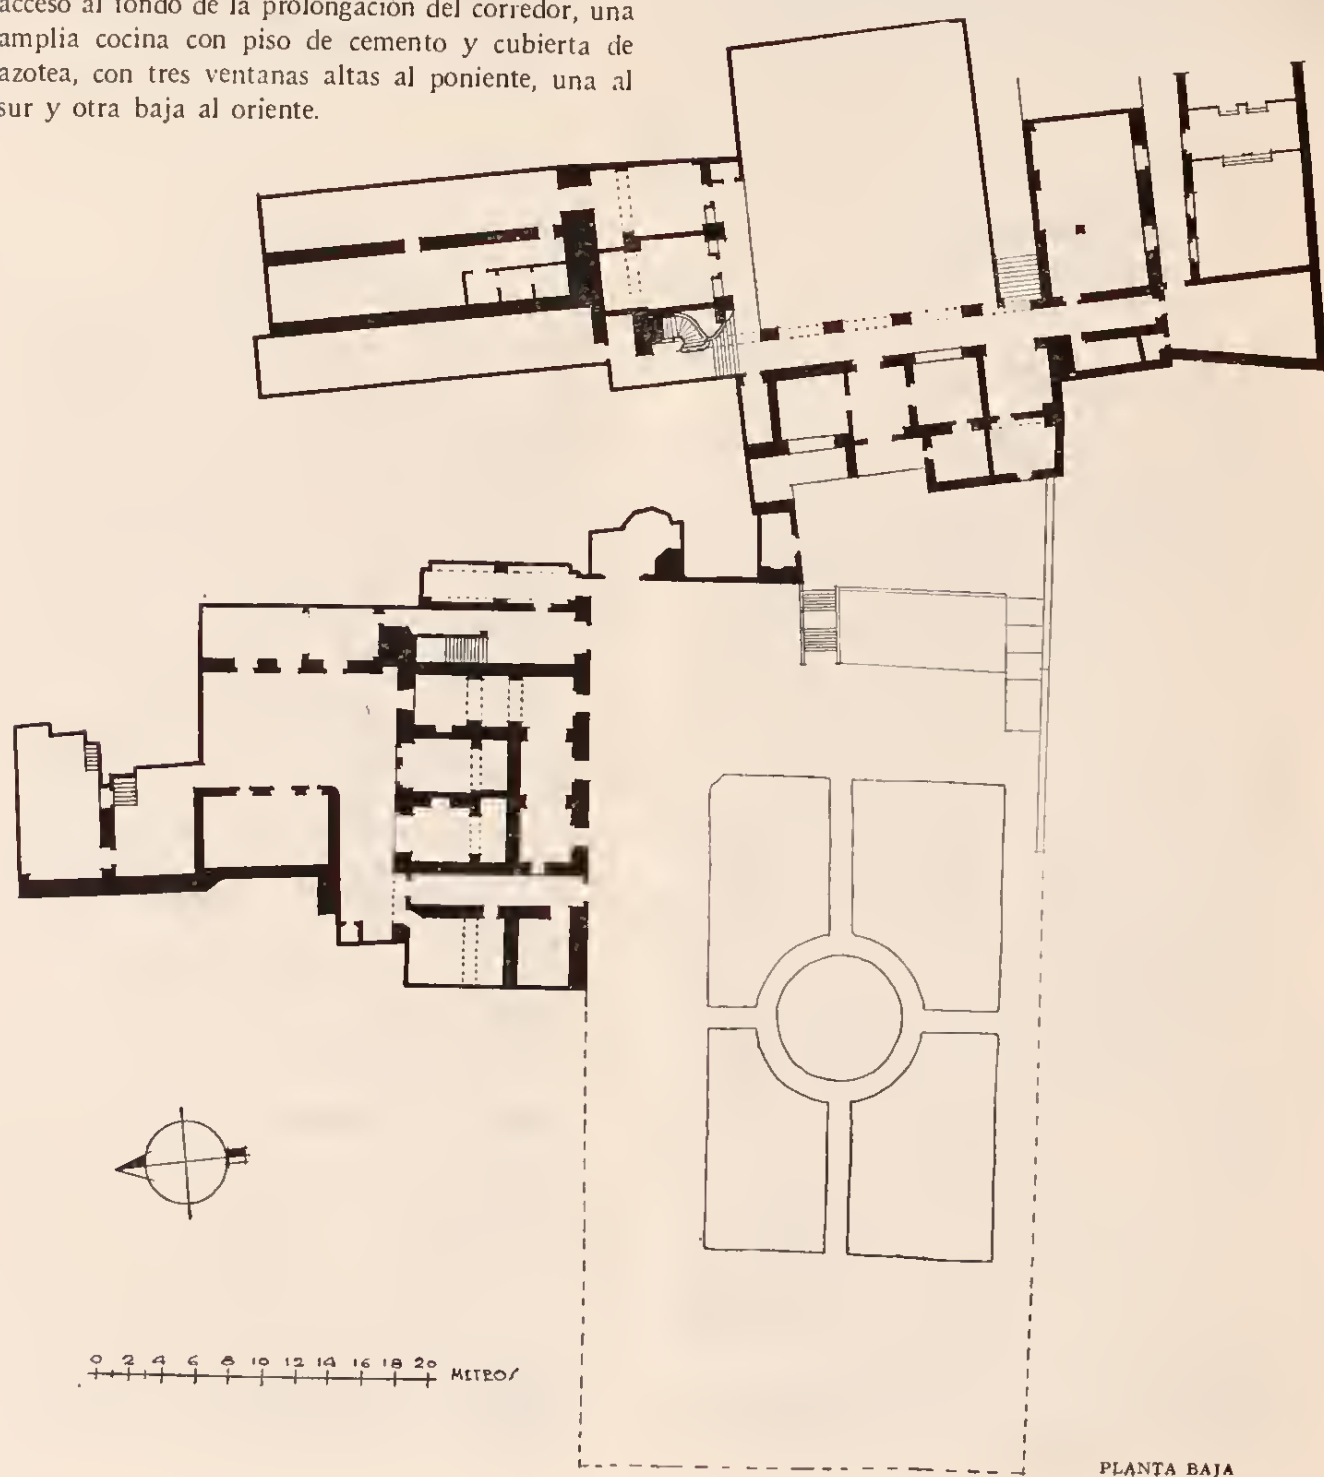 acceso al fondo de la prolongación del corredor, una
amplia cocina con piso de cemento y cubierta de
azotea, con tres ventanas altas al poniente, una al
sur y otra baja al oriente.
0 2 4 6 8 10 12 14 16 18 20 METROS
PLANTA BAJA